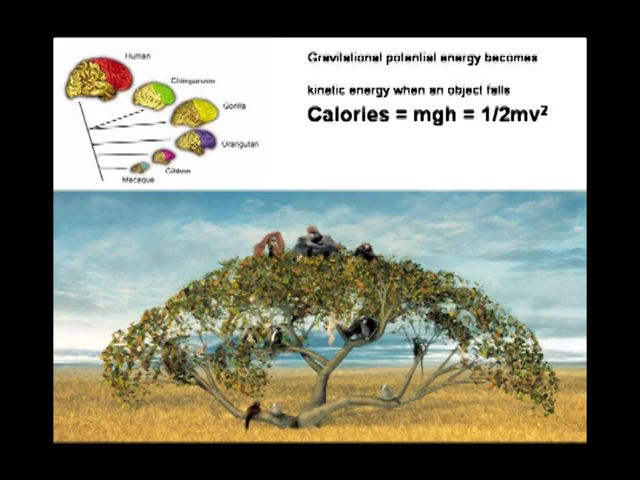 Human
Chimpanzee
Gorilla
Orangutan
Gibbon
Macaque
Gravitational potential energy becomes
kinetic energy when an object falls
Calories = mgh = 1/2mv²